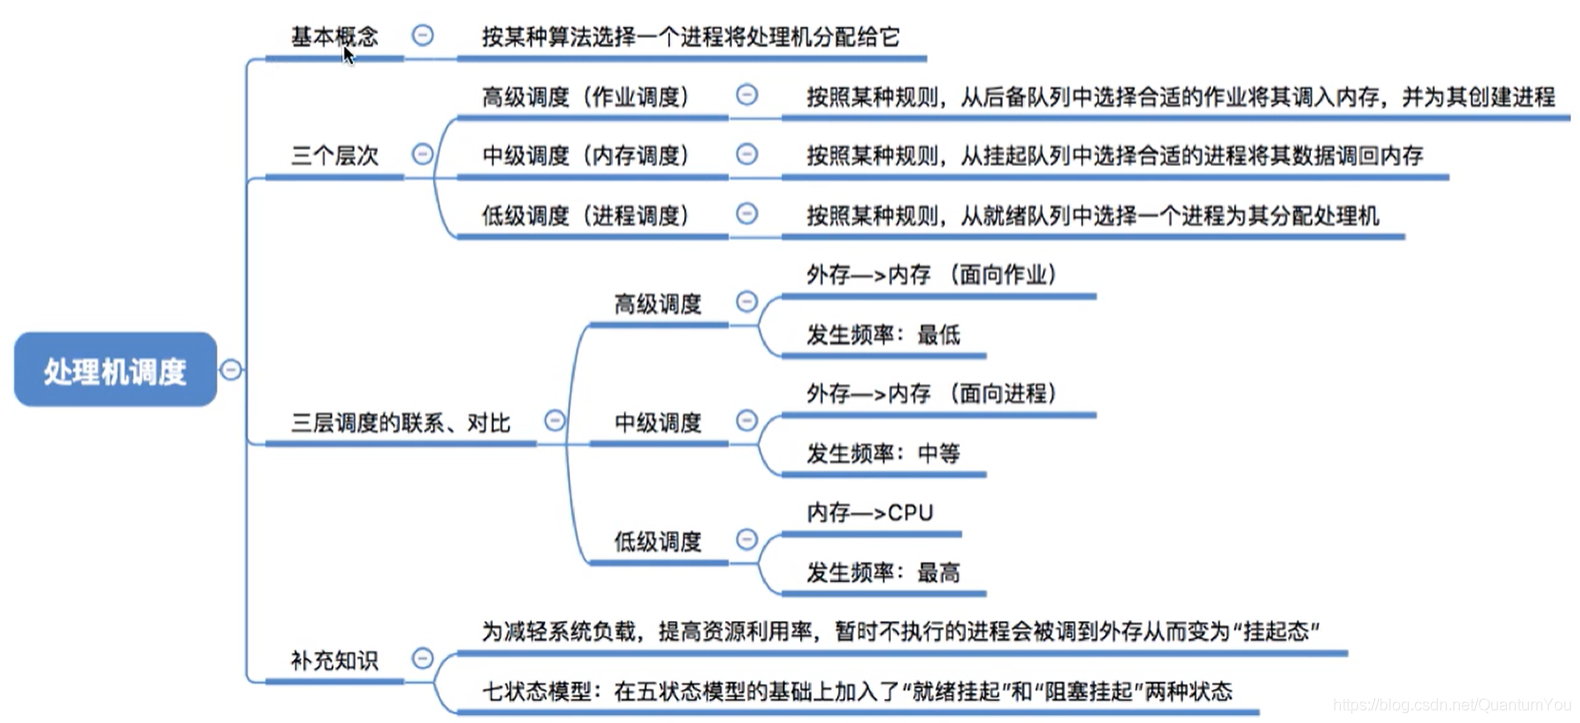 基本概念
按某种算法选择一个进程将处理机分配给它
高级调度（作业调度）
按照某种规则，从后备队列中选择合适的作业将其调入内存，并为其创建进程
三个层次
中级调度（内存调度）
按照某种规则，从挂起队列中选择合适的进程将其数据调回内存
低级调度（进程调度）
按照某种规则，从就绪队列中选择一个进程为其分配处理机
处理机调度
三层调度的联系、对比
高级调度
外存—>内存 （面向作业）
发生频率：最低
中级调度
外存—>内存 （面向进程）
发生频率：中等
低级调度
内存—>CPU
发生频率：最高
补充知识
为减轻系统负载，提高资源利用率，暂时不执行的进程会被调到外存从而变为“挂起态”
七状态模型：在五状态模型的基础上加入了“就绪挂起”和“阻塞挂起”两种状态
https://blog.csdn.net/QuantumYou